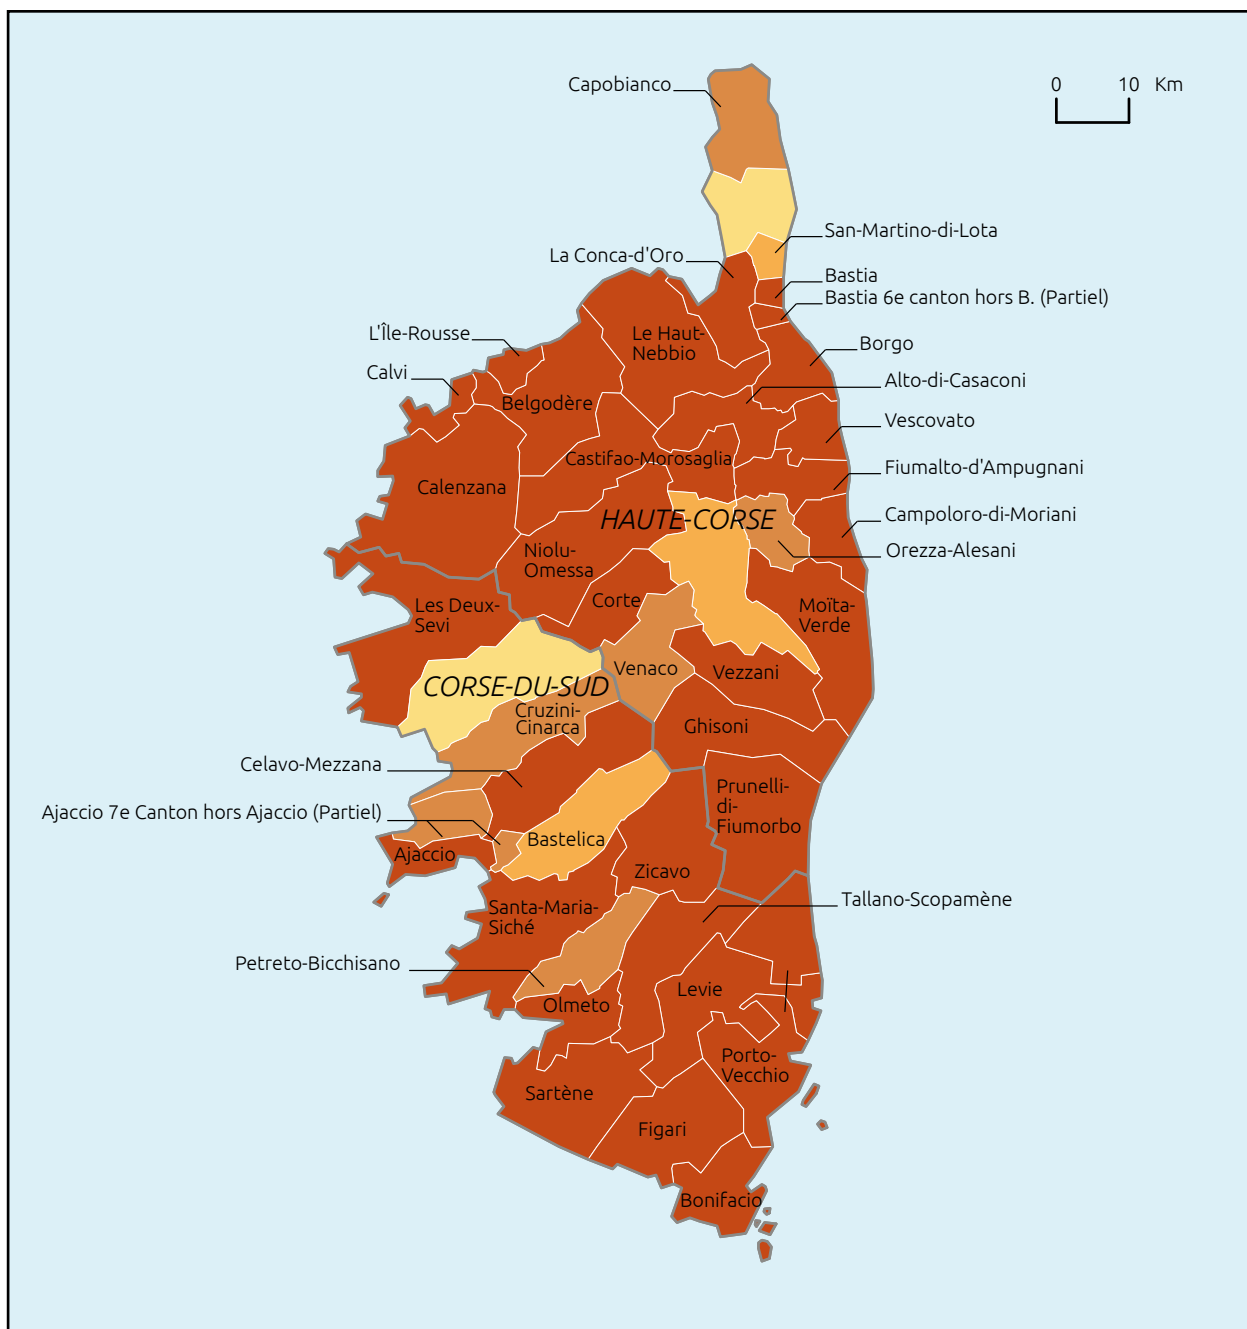 Capobianco
0 10 Km
San-Martino-di-Lota
La Conca-d'Oro
Bastia
Bastia 6e canton hors B. (Partiel)
L'Île-Rousse
Le Haut-
Nebbio
Borgo
Calvi
Alto-di-Casaconi
Belgodère
Vescovato
Castifao-Morosaglia
Fiumalto-d'Ampugnani
Calenzana
HAUTE-CORSE
Campoloro-di-Moriani
Orezza-Alesani
Niolu-
Omessa
Corte
Les Deux-
Sevi
Moïta-
Verde
Venaco
Vezzani
CORSE-DU-SUD
Cruzini-
Cinarca
Ghisoni
Celavo-Mezzana
Prunelli-
di-
Fiumorbo
Ajaccio 7e Canton hors Ajaccio (Partiel)
Bastelica
Ajaccio
Zicavo
Tallano-Scopamène
Santa-Maria-
Siché
Petreto-Bicchisano
Levie
Olmeto
Porto-
Vecchio
Sartène
Figari
Bonifacio